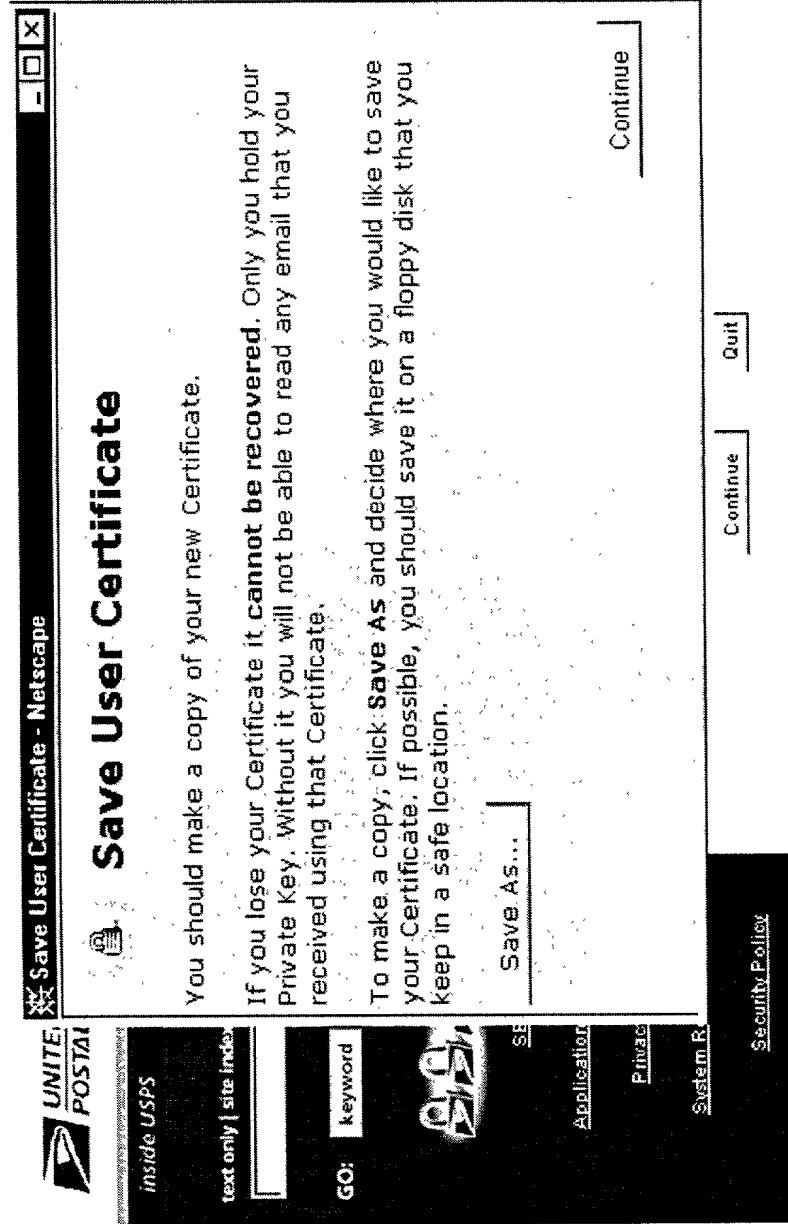 Save User Certificate - Netscape
Save User Certificate
You should make a copy of your new Certificate.
If you lose your Certificate it cannot be recovered. Only you hold your
Private Key. Without it you will not be able to read any email that you
received using that Certificate.
To make a copy, click Save As and decide where you would like to save
your Certificate. If possible, you should save it on a floppy disk that you
keep in a safe location.
Save As...
Continue
UNITE
POSTAL
inside USPS
text only | site index
GO: keyword
SE
Application
Privac
System R
Security Policy
Continue
Quit